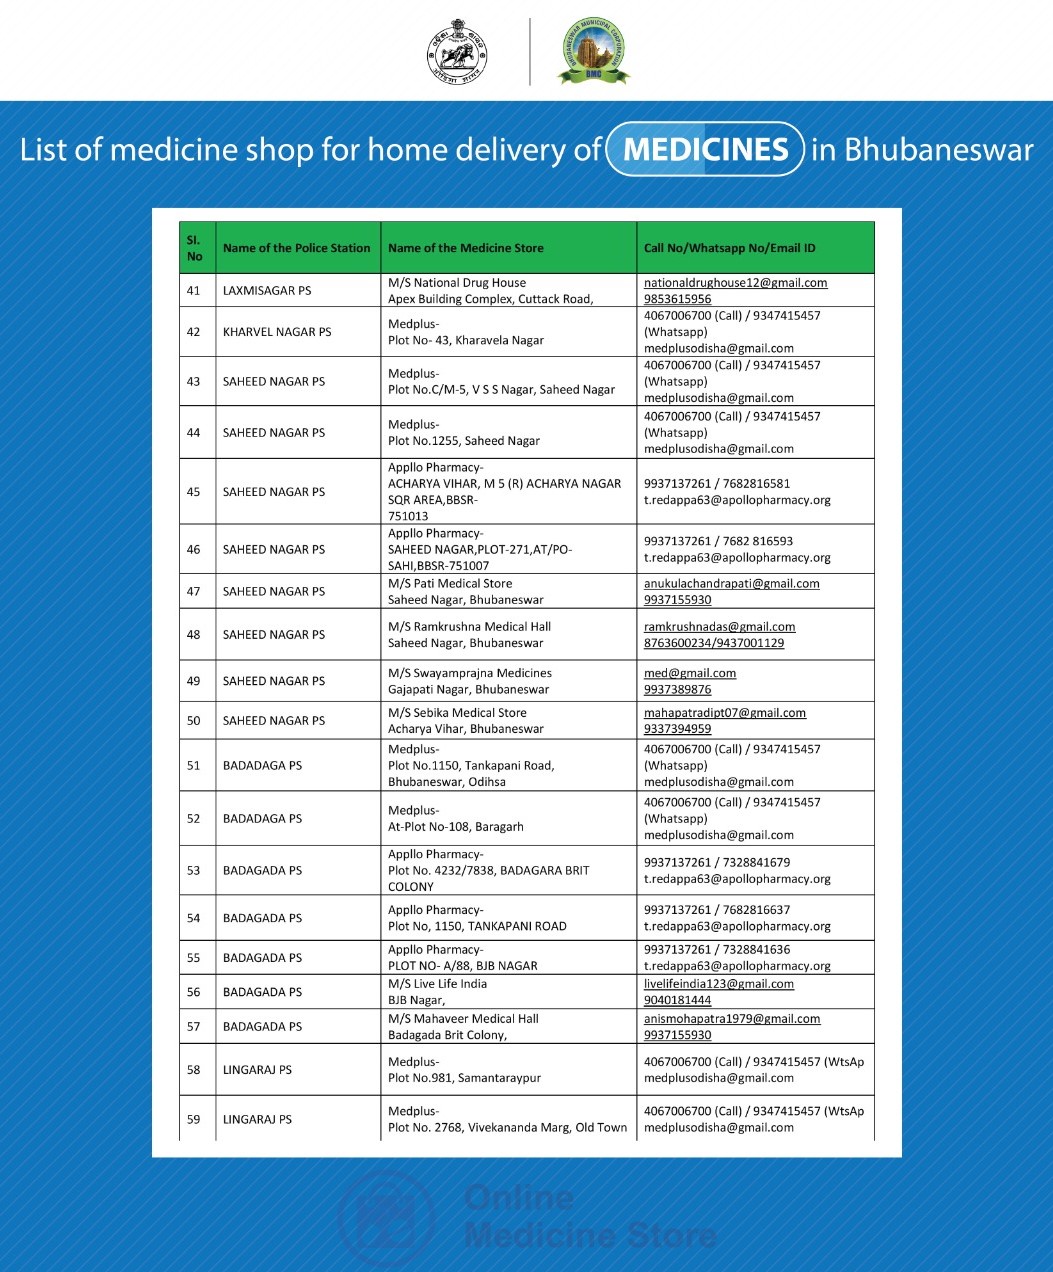 BHUBANESWAR MUNICIPAL CORPORATION
BMC
List of medicine shop for home delivery of MEDICINES in Bhubaneswar
Sl. No Name of the Police Station Name of the Medicine Store Call No/Whatsapp No/Email ID
41 LAXMISAGAR PS
M/S National Drug House
Apex Building Complex, Cuttack Road,
nationaldrughouse12@gmail.com
9853615956
42 KHARVEL NAGAR PS
Medplus-
Plot No- 43, Kharavela Nagar
4067006700 (Call) / 9347415457
(Whatsapp)
medplusodisha@gmail.com
43 SAHEED NAGAR PS
Medplus-
Plot No.C/M-5, V S S Nagar, Saheed Nagar
4067006700 (Call) / 9347415457
(Whatsapp)
medplusodisha@gmail.com
44 SAHEED NAGAR PS
Medplus-
Plot No.1255, Saheed Nagar
4067006700 (Call) / 9347415457
(Whatsapp)
medplusodisha@gmail.com
45 SAHEED NAGAR PS
Appllo Pharmacy-
ACHARYA VIHAR, M 5 (R) ACHARYA NAGAR
SQR AREA,BBSR-
751013
9937137261 / 7682816581
t.redappa63@apollopharmacy.org
46 SAHEED NAGAR PS
Appllo Pharmacy-
SAHEED NAGAR,PLOT-271,AT/PO-
SAHI,BBSR-751007
9937137261 / 7682 816593
t.redappa63@apollopharmacy.org
47 SAHEED NAGAR PS
M/S Pati Medical Store
Saheed Nagar, Bhubaneswar
anukulachandrapati@gmail.com
9937155930
48 SAHEED NAGAR PS
M/S Ramkrushna Medical Hall
Saheed Nagar, Bhubaneswar
ramkrushnadas@gmail.com
8763600234/9437001129
49 SAHEED NAGAR PS
M/S Swayamprajna Medicines
Gajapati Nagar, Bhubaneswar
med@gmail.com
9937389876
50 SAHEED NAGAR PS
M/S Sebika Medical Store
Acharya Vihar, Bhubaneswar
mahapatradipt07@gmail.com
9337394959
51 BADADAGA PS
Medplus-
Plot No.1150, Tankapani Road,
Bhubaneswar, Odihsa
4067006700 (Call) / 9347415457
(Whatsapp)
medplusodisha@gmail.com
52 BADADAGA PS
Medplus-
At-Plot No-108, Baragarh
4067006700 (Call) / 9347415457
(Whatsapp)
medplusodisha@gmail.com
53 BADAGADA PS
Appllo Pharmacy-
Plot No. 4232/7838, BADAGARA BRIT
COLONY
9937137261 / 7328841679
t.redappa63@apollopharmacy.org
54 BADAGADA PS
Appllo Pharmacy-
Plot No, 1150, TANKAPANI ROAD
9937137261 / 7682816637
t.redappa63@apollopharmacy.org
55 BADAGADA PS
Appllo Pharmacy-
PLOT NO- A/88, BJB NAGAR
9937137261 / 7328841636
t.redappa63@apollopharmacy.org
56 BADAGADA PS
M/S Live Life India
BJB Nagar,
livelifeindia123@gmail.com
9040181444
57 BADAGADA PS
M/S Mahaveer Medical Hall
Badagada Brit Colony,
anismohapatra1979@gmail.com
9937155930
58 LINGARAJ PS
Medplus-
Plot No.981, Samantaraypur
4067006700 (Call) / 9347415457 (WtsAp
medplusodisha@gmail.com
59 LINGARAJ PS
Medplus-
Plot No. 2768, Vivekananda Marg, Old Town
4067006700 (Call) / 9347415457 (WtsAp
medplusodisha@gmail.com
Online
Medicine Store